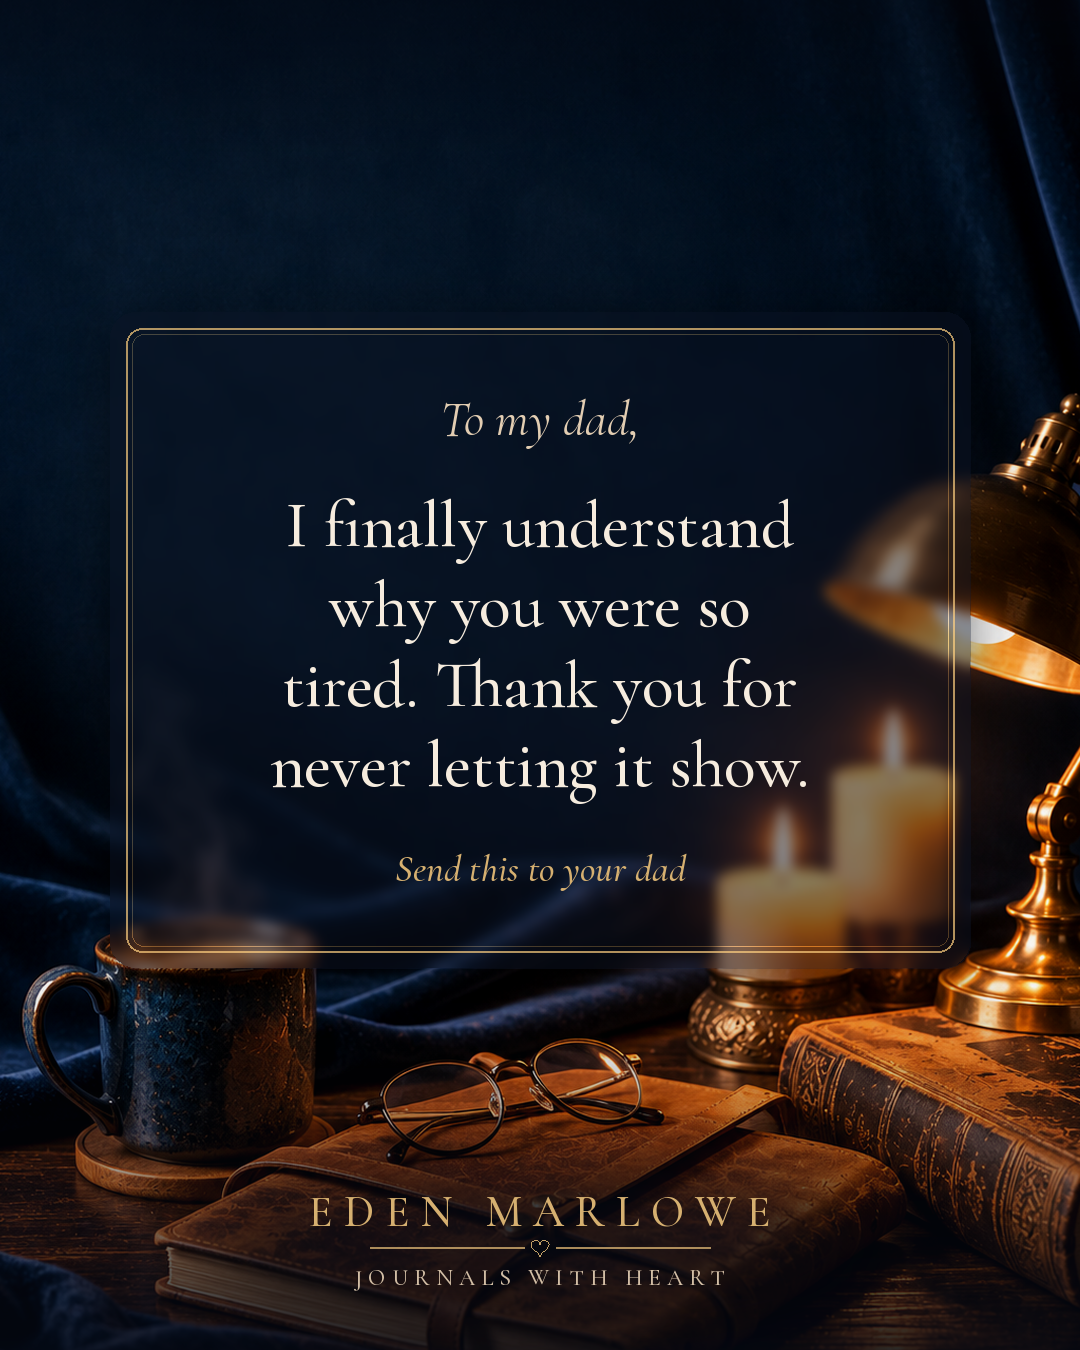 To my dad,
I finally understand
why you were so
tired. Thank you for
never letting it show.
Send this to your dad
EDEN MARLOWE
JOURNALS WITH HEART